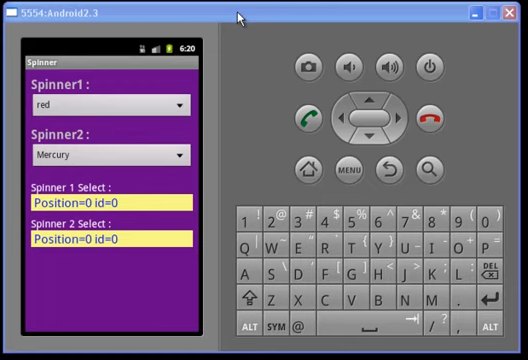 5554:Android2.3
6:20
Spinner
Spinner1 :
red
Spinner2 :
Mercury
Spinner 1 Select :
Position=0 id=0
Spinner 2 Select :
Position=0 id=0
MENU
1 ! 2 @ 3 # 4 $ 5 % 6 ^ 7 & 8 * 9 ( 0 )
Q | W ~ E " R ` T { Y } U _ I - O + P =
A S \ D ' F [ G ] H < J > K ; L : DEL
Z X C V B N M .
ALT SYM @ / ? , ALT